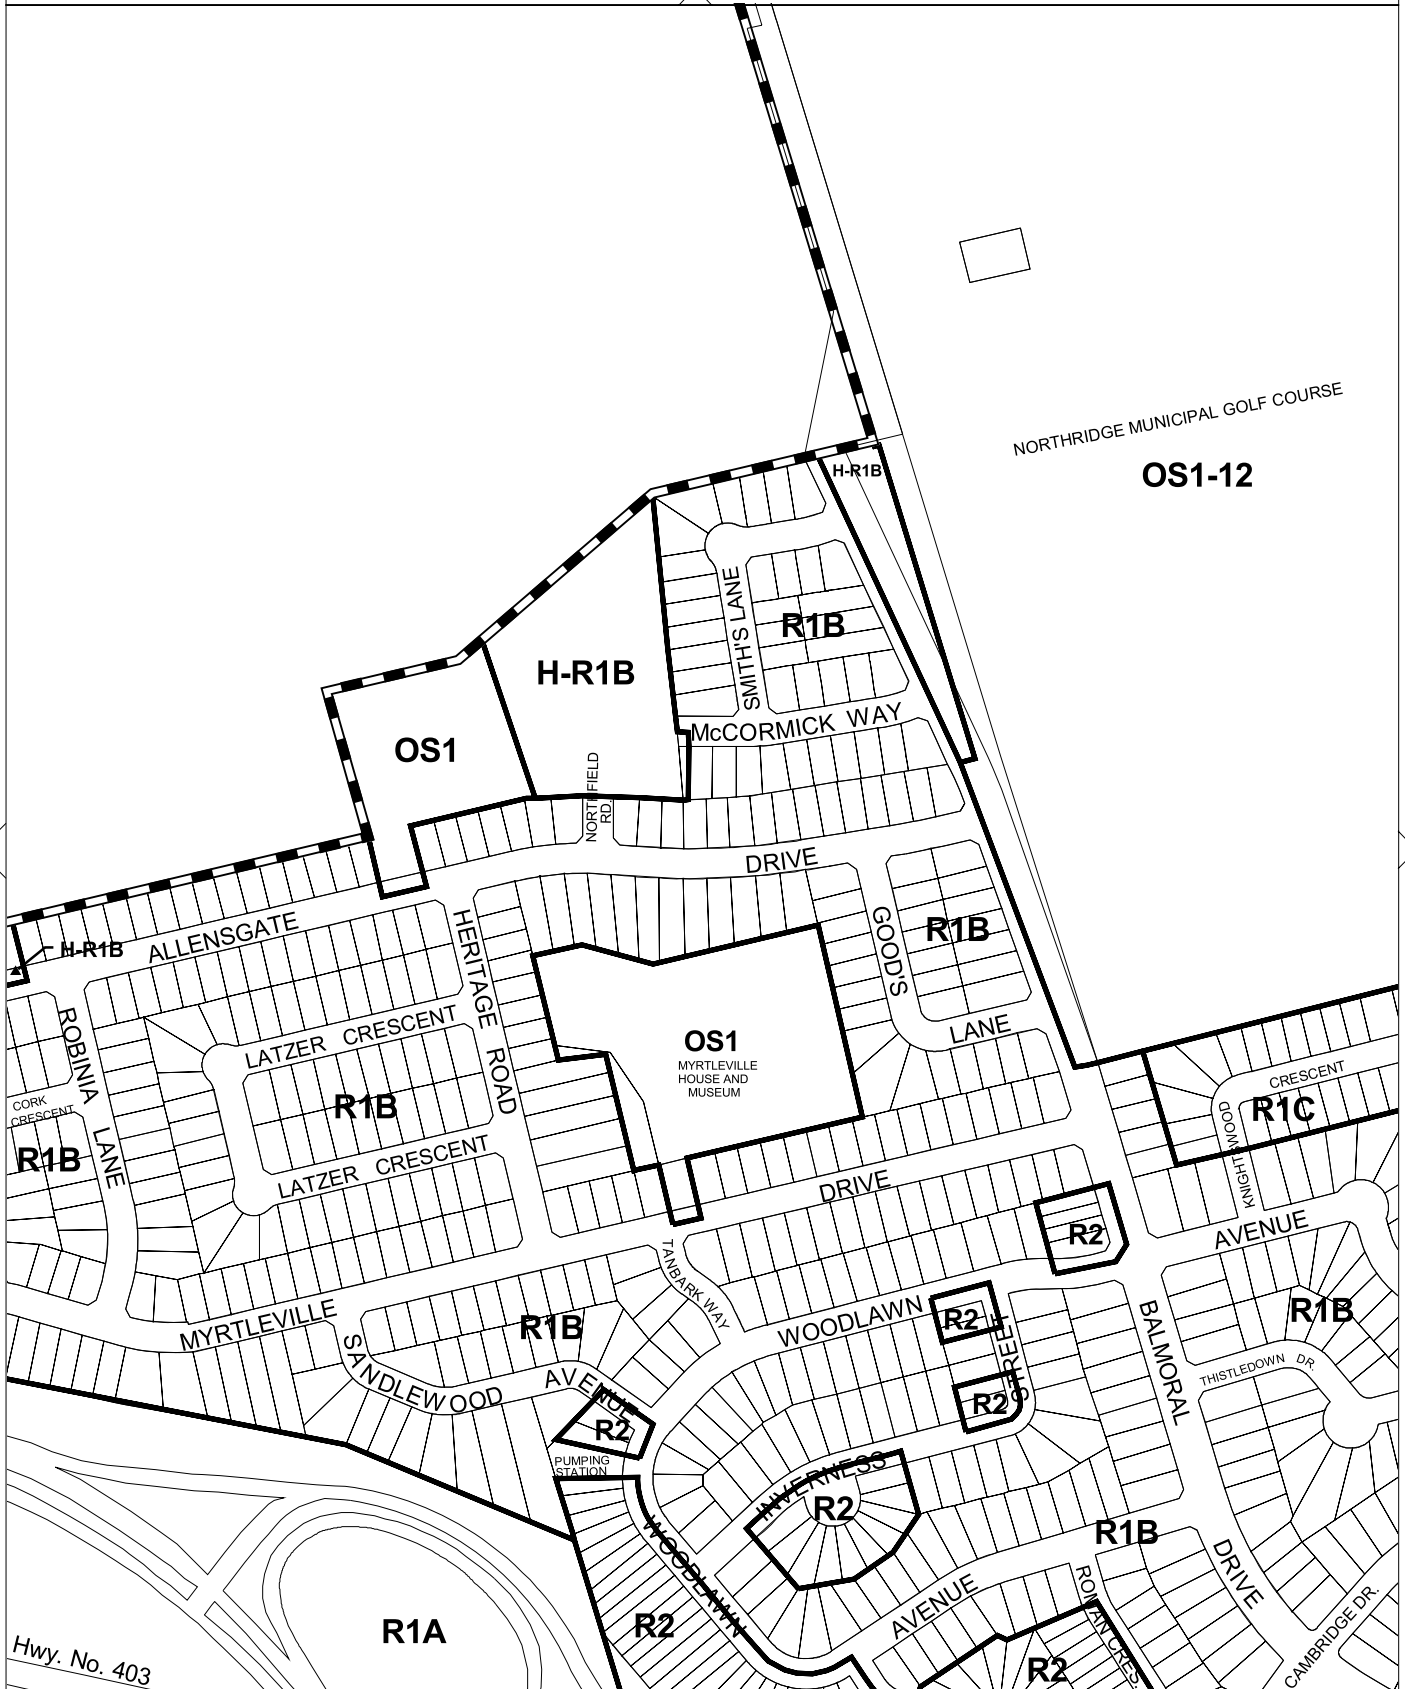 NORTHRIDGE MUNICIPAL GOLF COURSE
OS1-12
H-R1B
R1B
SMITH'S LANE
H-R1B
McCORMICK WAY
OS1
NORTHFIELD
RD.
DRIVE
ALLENSGATE
HERITAGE ROAD
GOOD'S
R1B
H-R1B
ROBINIA LANE
LATZER CRESCENT
LANE
OS1
MYRTLEVILLE
HOUSE AND
MUSEUM
CRESCENT
KNIGHTSWOOD
R1C
CORK
CRESCENT
R1B
R1B
LATZER CRESCENT
DRIVE
R2
AVENUE
TANBARK WAY
MYRTLEVILLE
R1B
WOODLAWN
R2
STREET
BALMORAL
R1B
SANDLEWOOD
AVENUE
THISTLEDOWN DR.
R2
R2
PUMPING
STATION
INVERNESS
R2
WOODLAWN
R1B
DRIVE
AVENUE
ROMAN CRES.
R2
R1A
CAMBRIDGE DR.
Hwy. No. 403
R2